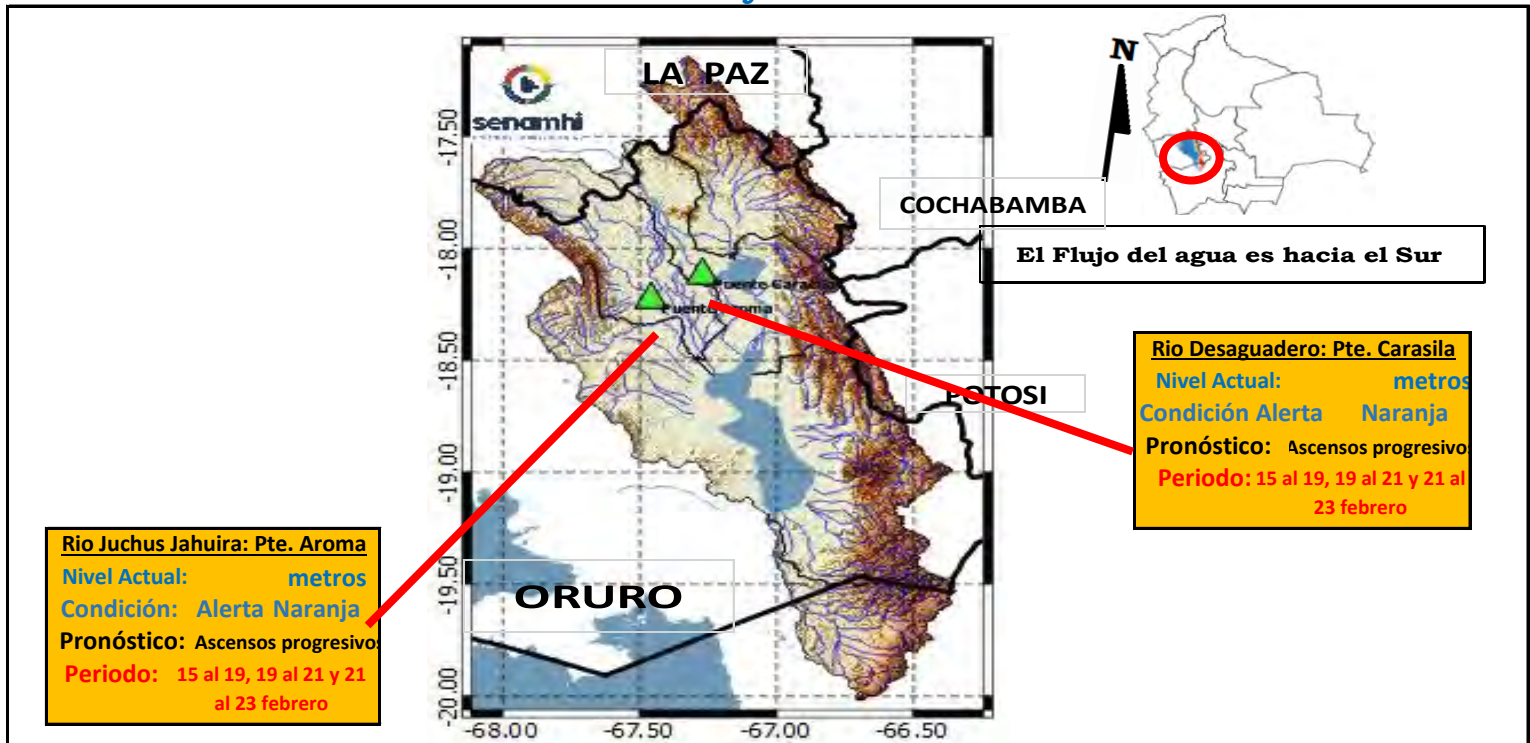 LA PAZ
senamhi
N
COCHABAMBA
El Flujo del agua es hacia el Sur
POTOSI
ORURO
Rio Desaguadero: Pte. Carasila
Nivel Actual: metros
Condición Alerta Naranja
Pronóstico: Ascensos progresivos
Periodo: 15 al 19, 19 al 21 y 21 al
23 febrero
Rio Juchus Jahuira: Pte. Aroma
Nivel Actual: metros
Condición: Alerta Naranja
Pronóstico: Ascensos progresivos
Periodo: 15 al 19, 19 al 21 y 21
al 23 febrero
Puente
Puente
-17.50
-18.00
-18.50
-19.00
-19.50
-20.00
-68.00 -67.50 -67.00 -66.50